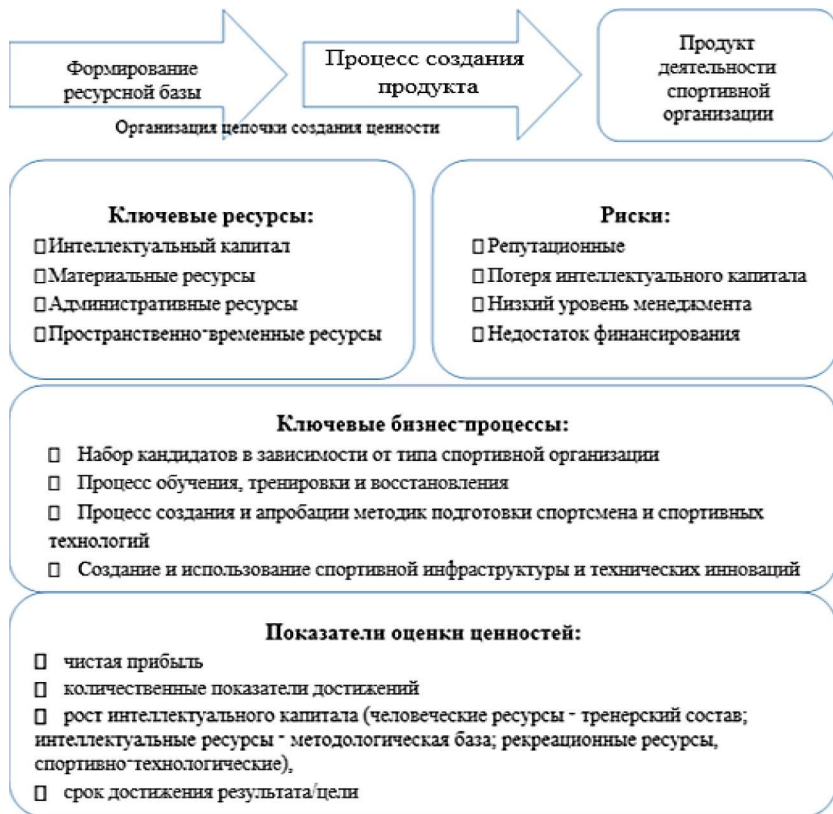 Формирование
ресурсной базы
Процесс создания
продукта
Продукт
деятельности
спортивной
организации
Организация цепочки создания ценности
Ключевые ресурсы:
Интеллектуальный капитал
Материальные ресурсы
Административные ресурсы
Пространственно-временные ресурсы
Риски:
Репутационные
Потеря интеллектуального капитала
Низкий уровень менеджмента
Недостаток финансирования
Ключевые бизнес-процессы:
Набор кандидатов в зависимости от типа спортивной организации
Процесс обучения, тренировки и восстановления
Процесс создания и апробации методик подготовки спортсмена и спортивных
технологий
Создание и использование спортивной инфраструктуры и технических инноваций
Показатели оценки ценностей:
чистая прибыль
количественные показатели достижений
рост интеллектуального капитала (человеческие ресурсы - тренерский состав;
интеллектуальные ресурсы - методологическая база; рекреационные ресурсы,
спортивно-технологические),
срок достижения результата/цели